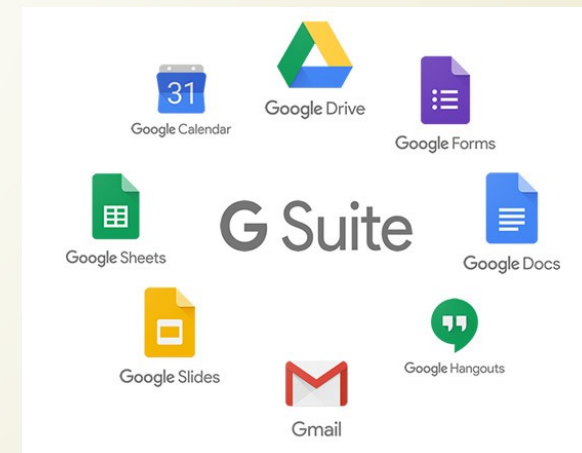 Google Drive
31
Google Calendar
Google Forms
G Suite
Google Sheets
Google Docs
Google Slides
Google Hangouts
Gmail